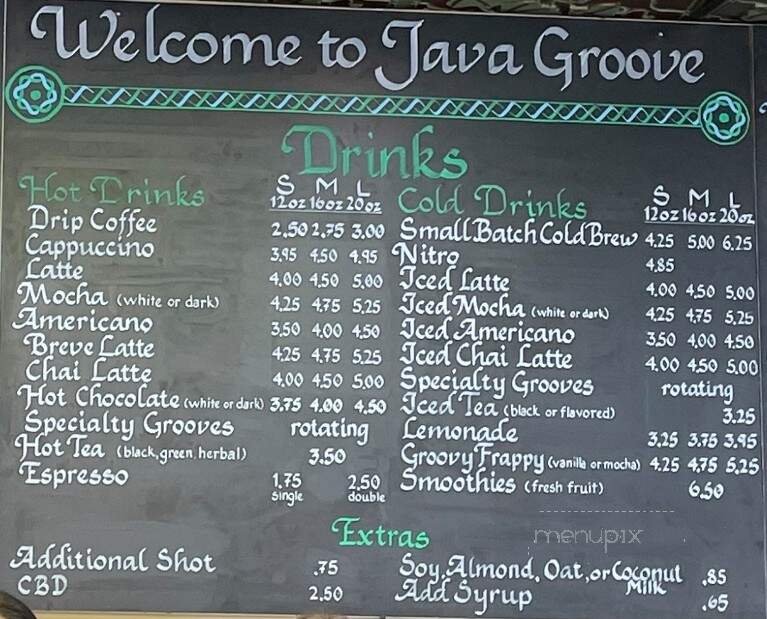 Welcome to Java Groove
Drinks
Hot Drinks S M L
12oz 16oz 20oz
Drip Coffee 2.50 2.75 3.00
Cappuccino 3.95 4.50 4.95
Latte 4.00 4.50 5.00
Mocha (white or dark) 4.25 4.75 5.25
Americano 3.50 4.00 4.50
Breve Latte 4.25 4.75 5.25
Chai Latte 4.00 4.50 5.00
Hot Chocolate (white or dark) 3.75 4.00 4.50
Specialty Grooves rotating
Hot Tea (black, green, herbal) 3.50
Espresso 1.75 2.50
single double
Cold Drinks S M L
12oz 16oz 20oz
Small Batch Cold Brew 4.25 5.00 6.25
Nitro 4.85
Iced Latte 4.00 4.50 5.00
Iced Mocha (white or dark) 4.25 4.75 5.25
Iced Americano 3.50 4.00 4.50
Iced Chai Latte 4.00 4.50 5.00
Specialty Grooves rotating
Iced Tea (black or flavored) 3.25
Lemonade 3.25 3.75 3.95
Groovy Frappy (vanilla or mocha) 4.25 4.75 5.25
Smoothies (fresh fruit) 6.50
menupix
Extras
Additional Shot .75
CBD 2.50
Soy, Almond, Oat, or Coconut .85
Milk
Add Syrup .65